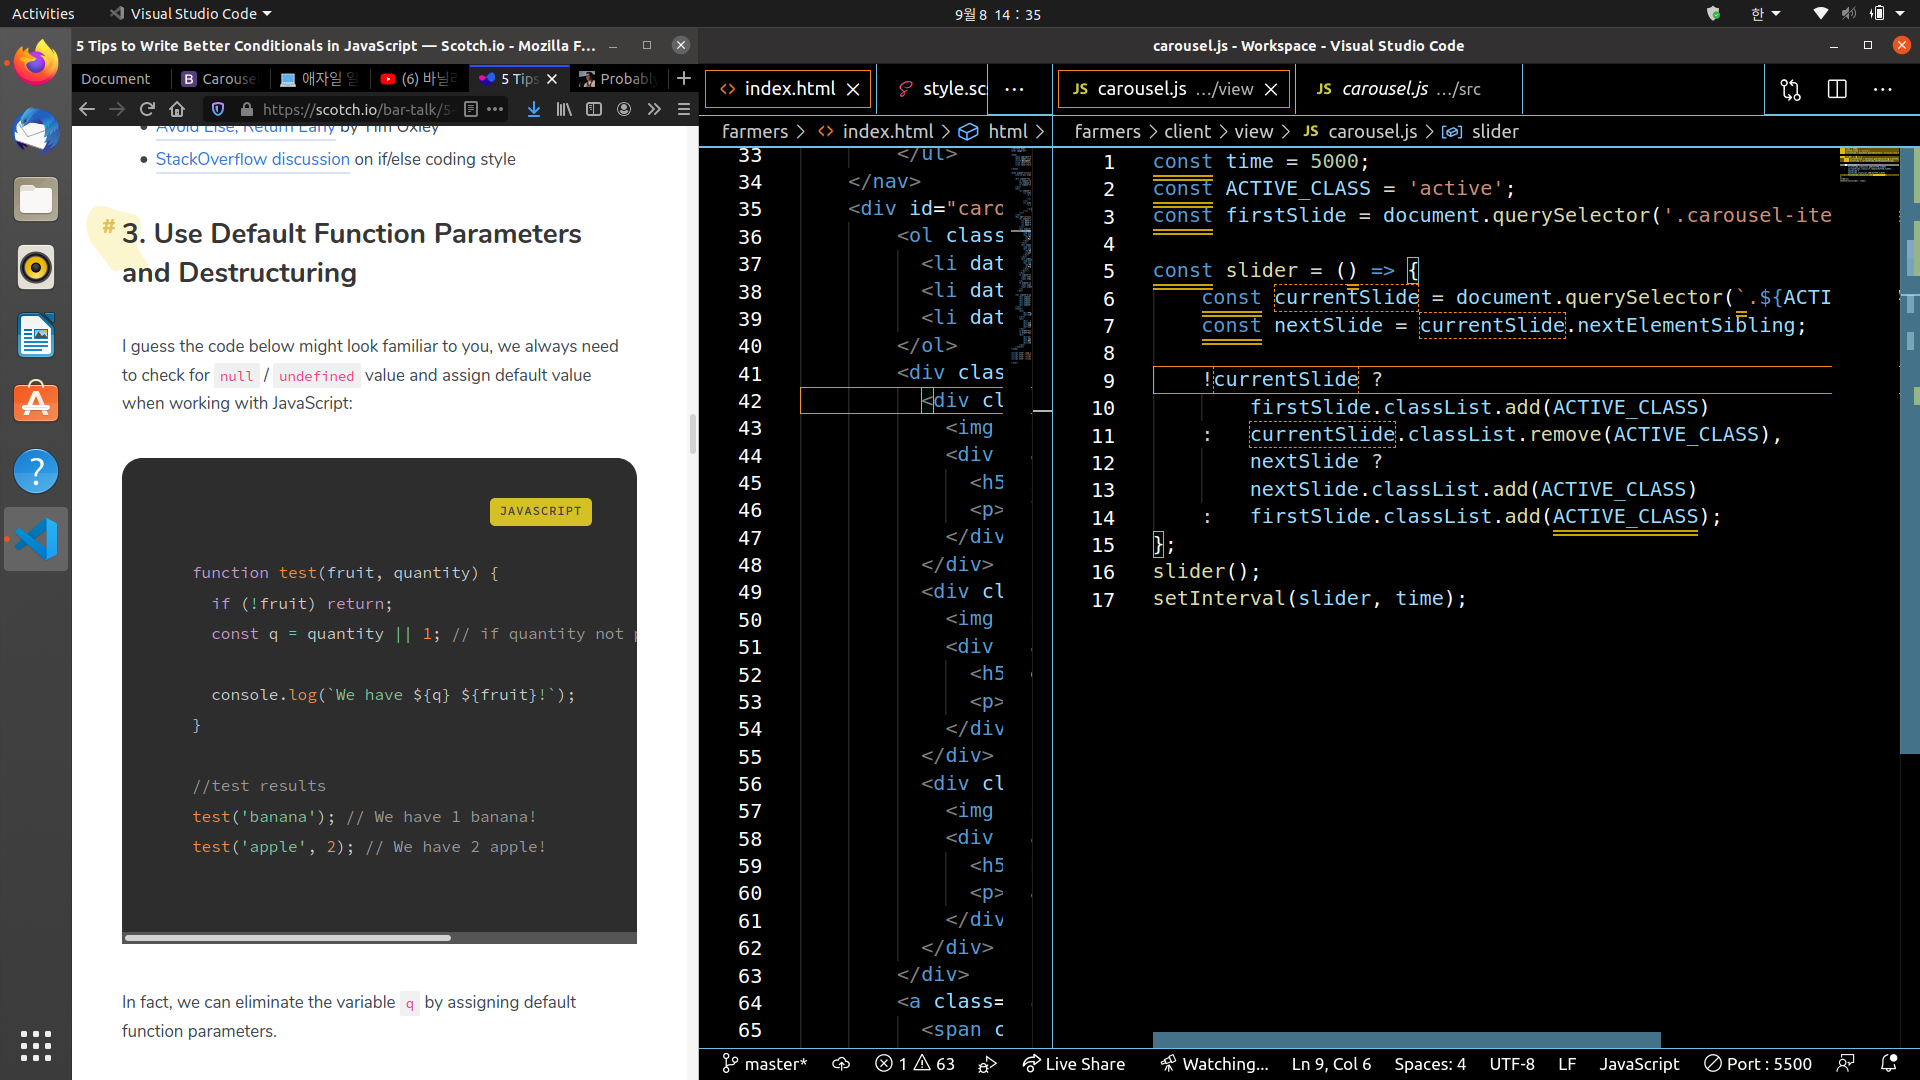 Activities
Visual Studio Code
9월 8 14 : 35
한
5 Tips to Write Better Conditionals in JavaScript — Scotch.io - Mozilla F...
Document
Carouse
애자일
(6) 바닐
5 Tips
Probabl
https://scotch.io/bar-talk/5-
Avoid Else, Return Early by Tim Oxley
• StackOverflow discussion on if/else coding style
# 3. Use Default Function Parameters
and Destructuring
I guess the code below might look familiar to you, we always need
to check for null / undefined value and assign default value
when working with JavaScript:
JAVASCRIPT
function test(fruit, quantity) {
if (!fruit) return;
const q = quantity || 1; // if quantity not p
console.log(`We have ${q} ${fruit}!`);
}
//test results
test('banana'); // We have 1 banana!
test('apple', 2); // We have 2 apple!
In fact, we can eliminate the variable q by assigning default
function parameters.
carousel.js - Workspace - Visual Studio Code
index.html
style.sc
farmers > index.html > html >
33 </ul>
34 </nav>
35 <div id="caro
36 <ol class
37 <li dat
38 <li dat
39 <li dat
40 </ol>
41 <div clas
42 <div cl
43 <img
44 <div
45 <h5
46 <p>
47 </div
48 </div>
49 <div cl
50 <img
51 <div
52 <h5
53 <p>
54 </div
55 </div>
56 <div cl
57 <img
58 <div
59 <h5
60 <p>
61 </div
62 </div>
63 </div>
64 <a class=
65 <span c
JS carousel.js .../view
JS carousel.js .../src
farmers > client > view > JS carousel.js > slider
1 const time = 5000;
2 const ACTIVE_CLASS = 'active';
3 const firstSlide = document.querySelector('.carousel-ite
4
5 const slider = () => {
6 const currentSlide = document.querySelector(`.${ACTI
7 const nextSlide = currentSlide.nextElementSibling;
8
9 !currentSlide ?
10 firstSlide.classList.add(ACTIVE_CLASS)
11 : currentSlide.classList.remove(ACTIVE_CLASS),
12 nextSlide ?
13 nextSlide.classList.add(ACTIVE_CLASS)
14 : firstSlide.classList.add(ACTIVE_CLASS);
15 };
16 slider();
17 setInterval(slider, time);
master* 1 63 Live Share Watching... Ln 9, Col 6 Spaces: 4 UTF-8 LF JavaScript Port : 5500